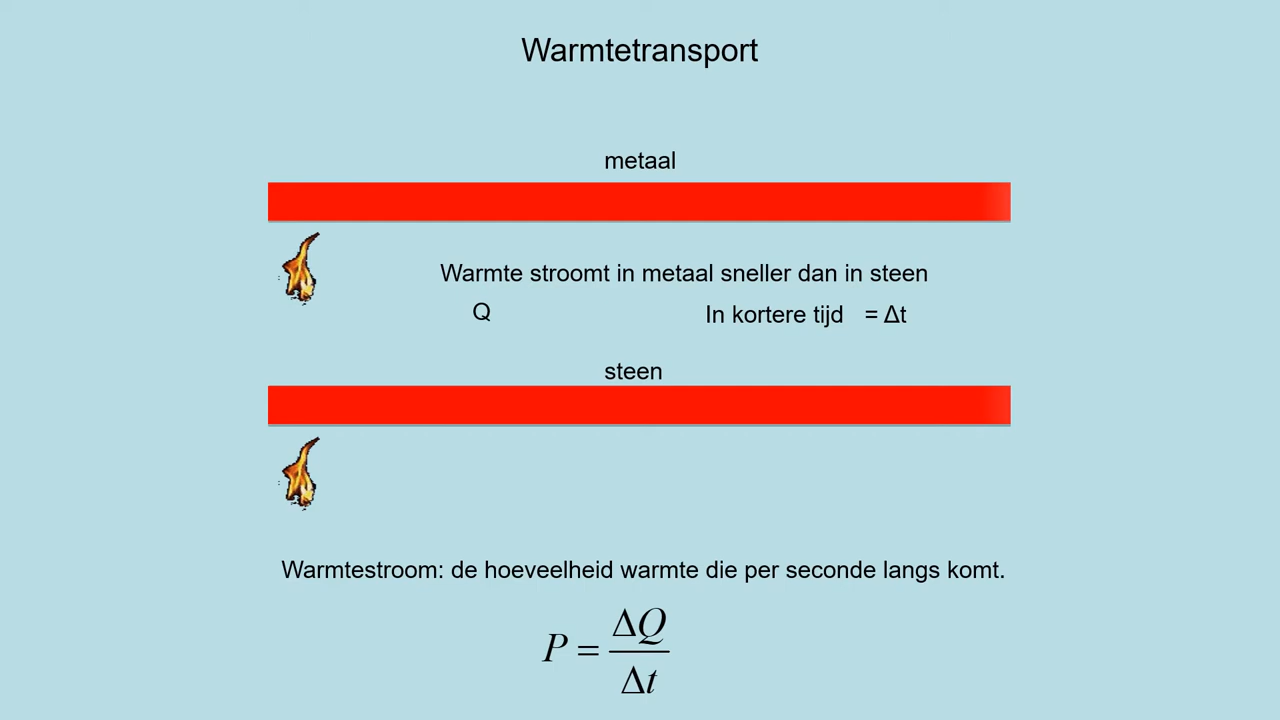 Warmtetransport
metaal
Warmte stroomt in metaal sneller dan in steen
Q In kortere tijd = Δt
steen
Warmtestroom: de hoeveelheid warmte die per seconde langs komt.
P = ΔQ / Δt